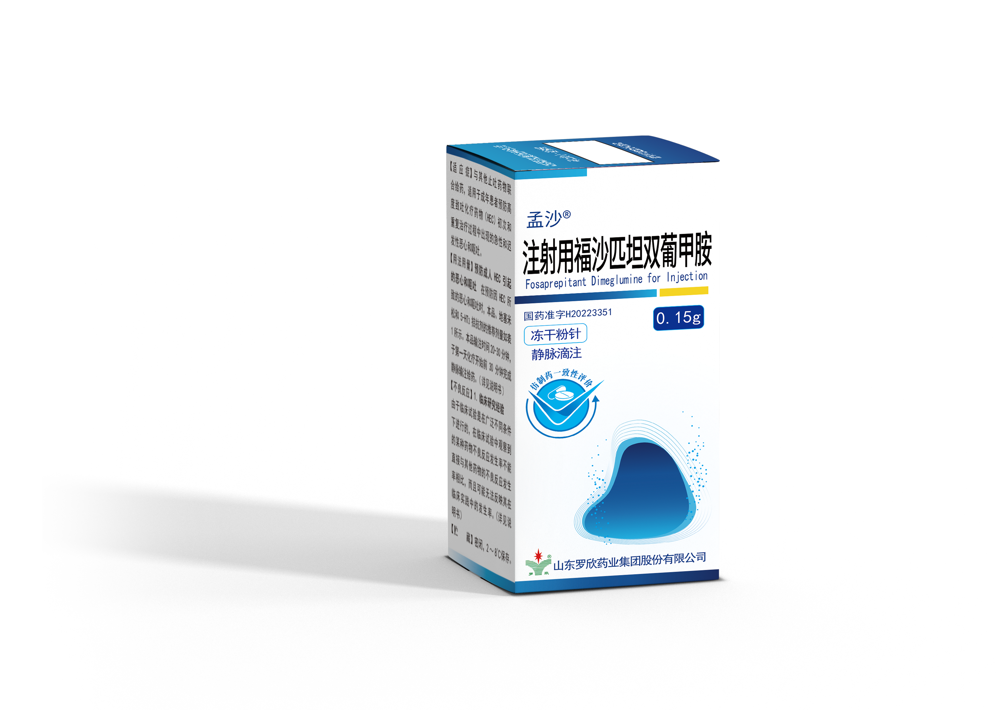 孟沙®
注射用福沙匹坦双葡甲胺
Fosaprepitant Dimeglumine for Injection
国药准字H20223351
0.15g
冻干粉针
静脉滴注
仿制药一致性评价
罗欣®
山东罗欣药业集团股份有限公司
【适 应 症】与其他止吐药物联
合给药，适用于成年患者预防高
度致吐化疗药物（HEC）初次和
重复治疗过程中出现的急性和迟
发性恶心和呕吐。
【用法用量】预防成人 HEC 引起
的恶心和呕吐 在预防因 HEC 所
致的恶心和呕吐时，本品、地塞米
松和 5-HT3 拮抗剂的推荐剂量如表
1 所示。本品输注时间 20-30 分钟，
于第一天化疗开始前 30 分钟完成
静脉输注给药。（详见说明书）
【不良反应】1. 临床研究经验
由于临床试验是在广泛不同条件
下进行的，在临床试验中观察到
的某种药物不良反应发生率不能
直接与其他药物的不良反应发生
率相比，而且可能无法反映其在
临床实践中的发生率。（详见说
明书）
【贮 藏】密闭，2～8℃保存。